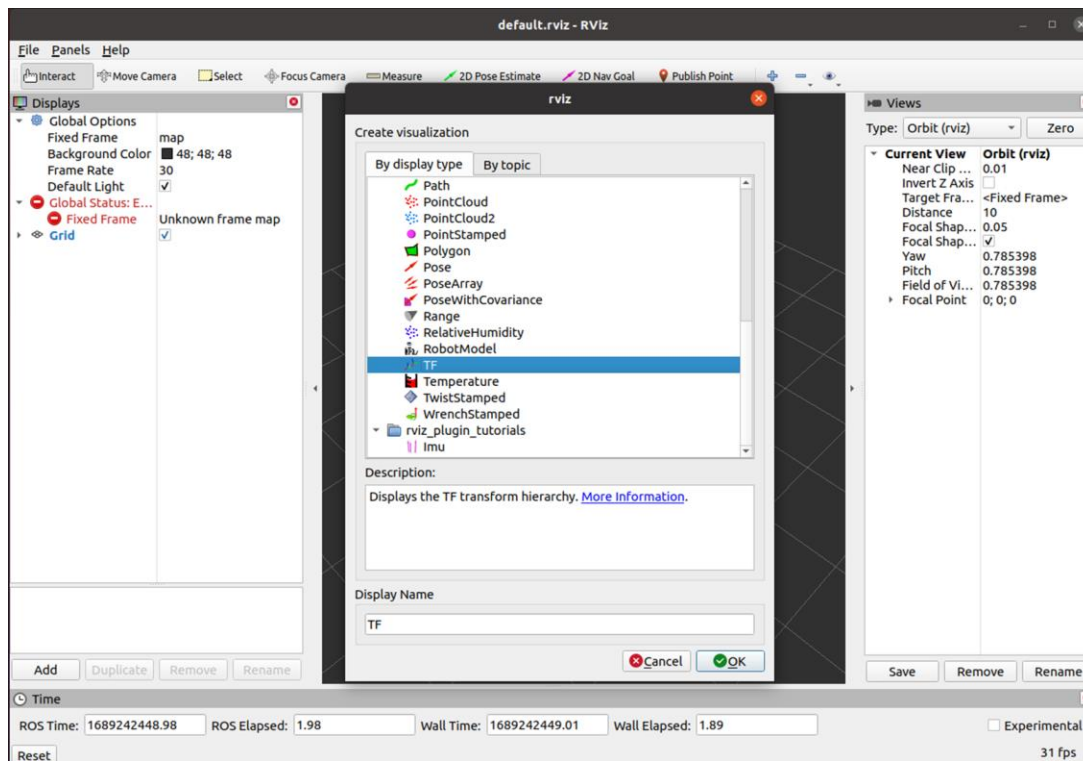 default.rviz - RViz
File Panels Help
Interact Move Camera Select Focus Camera Measure 2D Pose Estimate 2D Nav Goal Publish Point
Displays
Global Options
Fixed Frame map
Background Color 48; 48; 48
Frame Rate 30
Default Light
Global Status: E...
Fixed Frame Unknown frame map
Grid
Add Duplicate Remove Rename
rviz
Create visualization
By display type By topic
Path
PointCloud
PointCloud2
PointStamped
Polygon
Pose
PoseArray
PoseWithCovariance
Range
RelativeHumidity
RobotModel
TF
Temperature
TwistStamped
WrenchStamped
rviz_plugin_tutorials
Imu
Description:
Displays the TF transform hierarchy. More Information.
Display Name
TF
Cancel OK
Views
Type: Orbit (rviz) Zero
Current View Orbit (rviz)
Near Clip ... 0.01
Invert Z Axis
Target Fra... <Fixed Frame>
Distance 10
Focal Shap... 0.05
Focal Shap...
Yaw 0.785398
Pitch 0.785398
Field of Vi... 0.785398
Focal Point 0; 0; 0
Save Remove Rename
Time
ROS Time: 1689242448.98 ROS Elapsed: 1.98 Wall Time: 1689242449.01 Wall Elapsed: 1.89 Experimental
Reset 31 fps